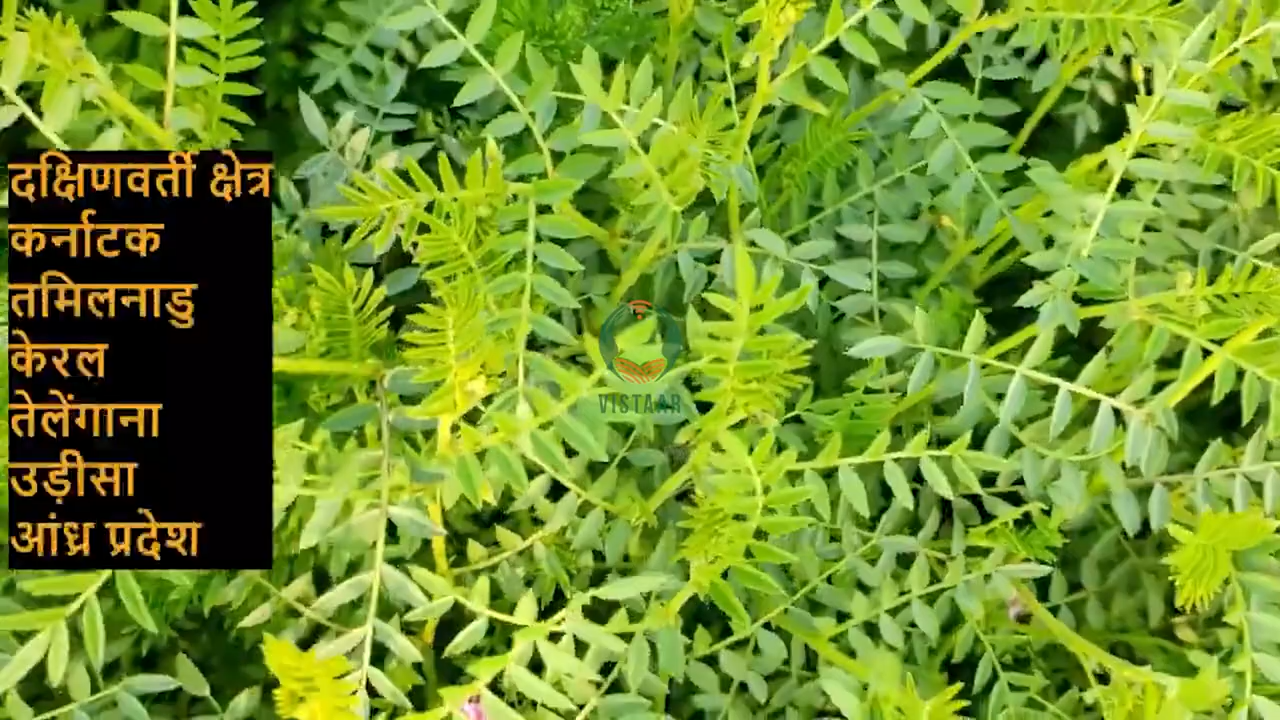 दक्षिणवर्ती क्षेत्र
कर्नाटक
तमिलनाडु
केरल
तेलेंगाना
उड़ीसा
आंध्र प्रदेश
VISTAAR